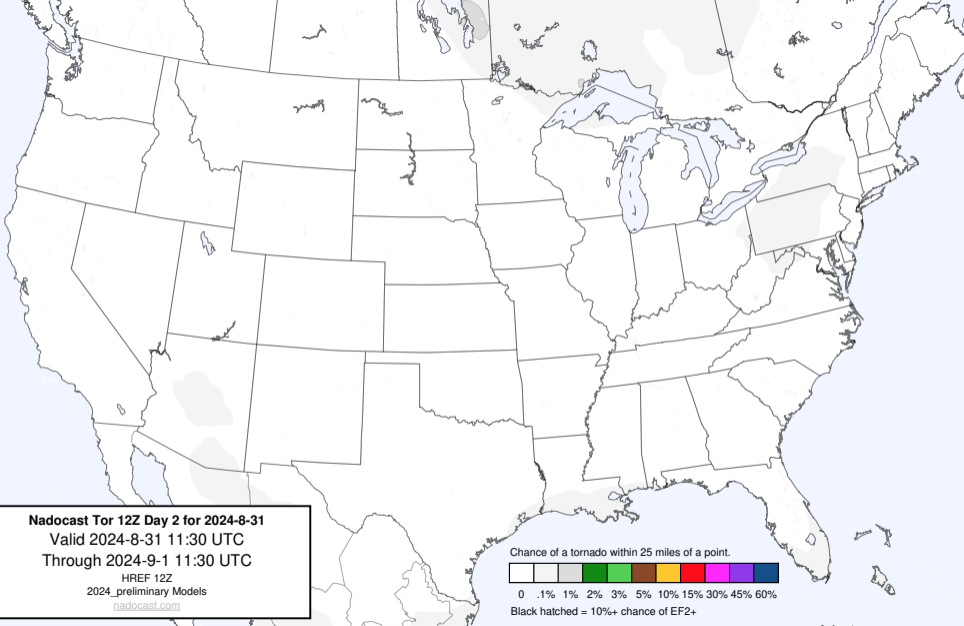 Nadocast Tor 12Z Day 2 for 2024-8-31
Valid 2024-8-31 11:30 UTC
Through 2024-9-1 11:30 UTC
HREF 12Z
2024_preliminary Models
nadocast.com
Chance of a tornado within 25 miles of a point.
0 .1% 1% 2% 3% 5% 10% 15% 30% 45% 60%
Black hatched = 10%+ chance of EF2+